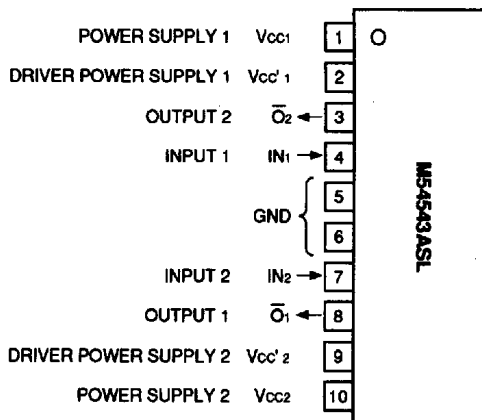 POWER SUPPLY 1 Vcc1 1
DRIVER POWER SUPPLY 1 Vcc'1 2
OUTPUT 2 O̅2 ← 3
INPUT 1 IN1 → 4
5
GND
6
INPUT 2 IN2 → 7
OUTPUT 1 O̅1 ← 8
DRIVER POWER SUPPLY 2 Vcc'2 9
POWER SUPPLY 2 Vcc2 10
M54543ASL